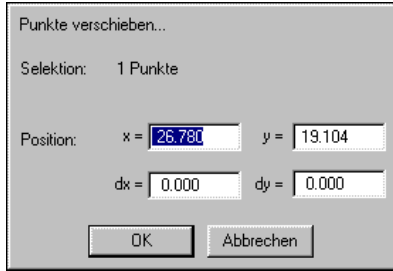 Punkte verschieben...
Selektion: 1 Punkte
Position: x = 26.780 y = 19.104
dx = 0.000 dy = 0.000
OK Abbrechen